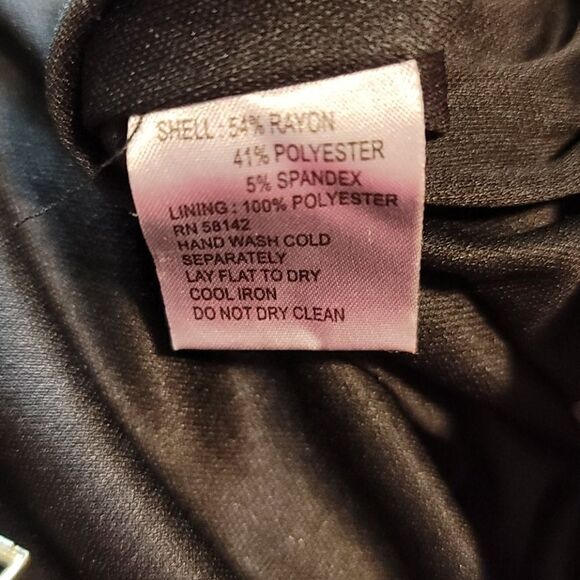 SHELL : 54% RAYON
41% POLYESTER
5% SPANDEX
LINING : 100% POLYESTER
RN 58142
HAND WASH COLD
SEPARATELY
LAY FLAT TO DRY
COOL IRON
DO NOT DRY CLEAN